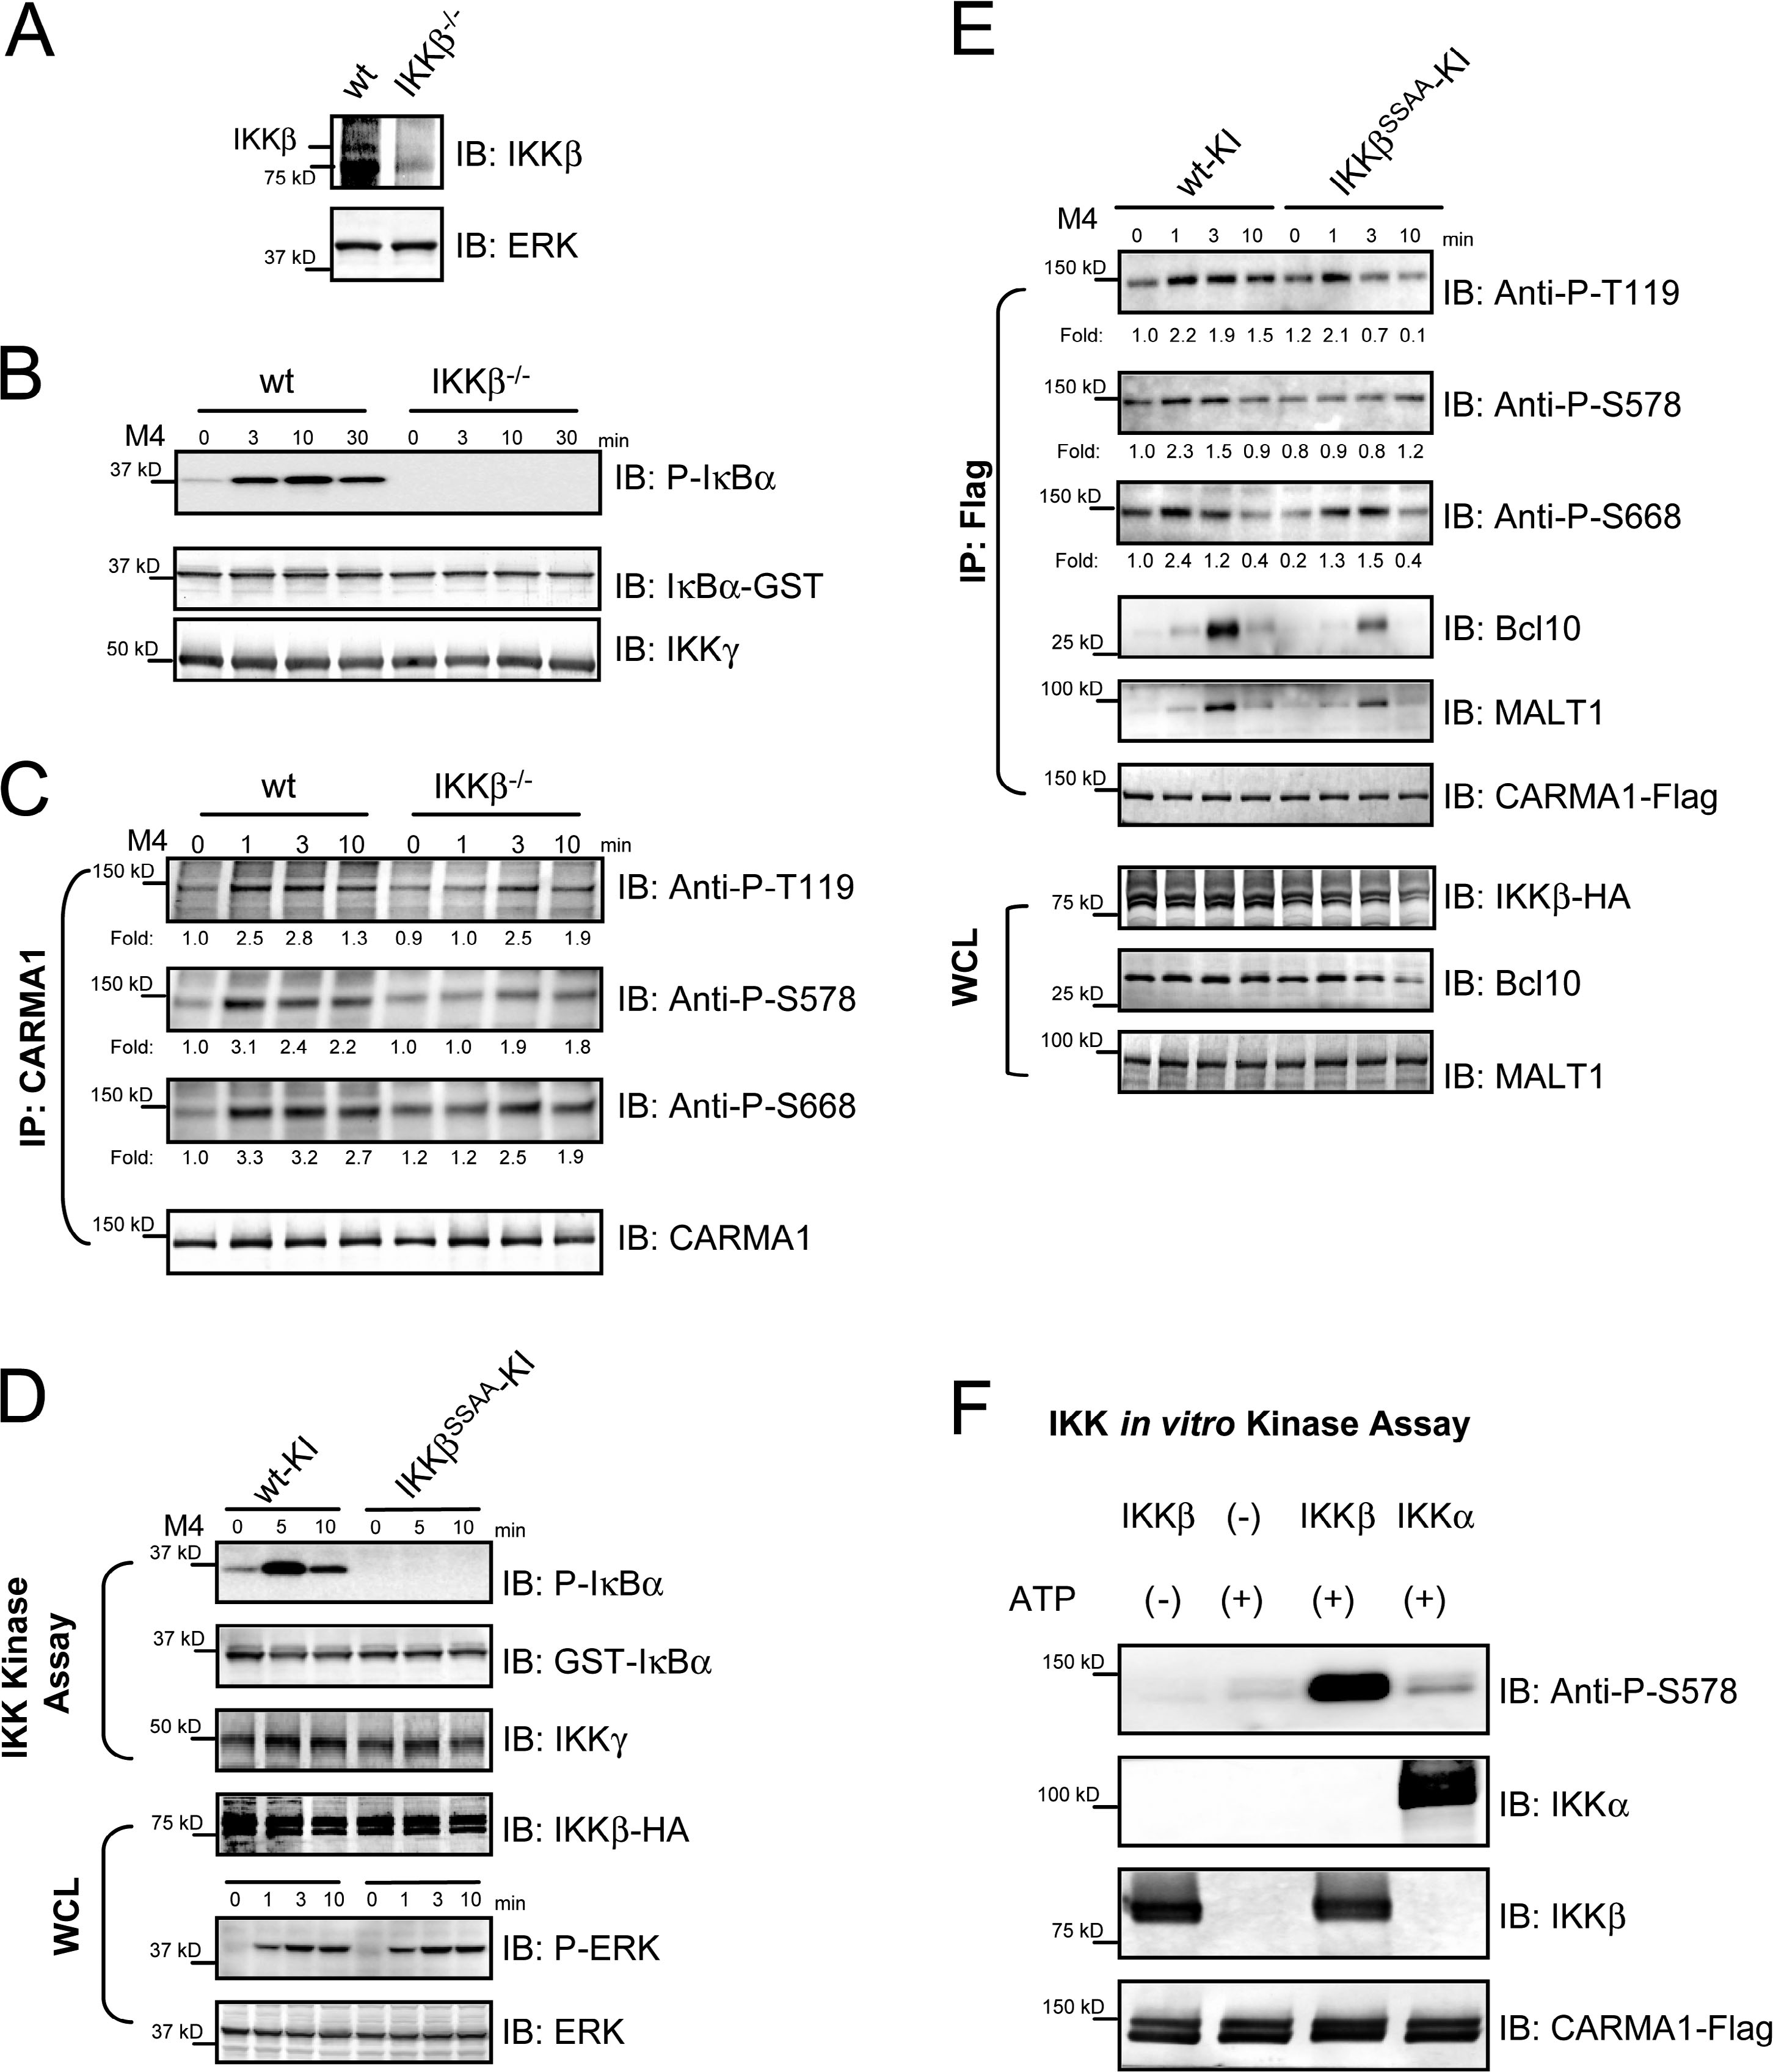 A
wt IKKβ-/-
IKKβ
75 kD
IB: IKKβ
37 kD
IB: ERK
B
wt IKKβ-/-
M4 0 3 10 30 0 3 10 30 min
37 kD
IB: P-IκBα
37 kD
IB: IκBα-GST
50 kD
IB: IKKγ
C
wt IKKβ-/-
M4 0 1 3 10 0 1 3 10 min
IP: CARMA1
150 kD
IB: Anti-P-T119
Fold: 1.0 2.5 2.8 1.3 0.9 1.0 2.5 1.9
150 kD
IB: Anti-P-S578
Fold: 1.0 3.1 2.4 2.2 1.0 1.0 1.9 1.8
150 kD
IB: Anti-P-S668
Fold: 1.0 3.3 3.2 2.7 1.2 1.2 2.5 1.9
150 kD
IB: CARMA1
D
wt-KI IKKβSSAA-KI
M4 0 5 10 0 5 10 min
IKK Kinase
Assay
37 kD
IB: P-IκBα
37 kD
IB: GST-IκBα
50 kD
IB: IKKγ
WCL
75 kD
IB: IKKβ-HA
0 1 3 10 0 1 3 10 min
37 kD
IB: P-ERK
37 kD
IB: ERK
E
wt-KI IKKβSSAA-KI
M4
0 1 3 10 0 1 3 10 min
IP: Flag
150 kD
IB: Anti-P-T119
Fold: 1.0 2.2 1.9 1.5 1.2 2.1 0.7 0.1
150 kD
IB: Anti-P-S578
Fold: 1.0 2.3 1.5 0.9 0.8 0.9 0.8 1.2
150 kD
IB: Anti-P-S668
Fold: 1.0 2.4 1.2 0.4 0.2 1.3 1.5 0.4
25 kD
IB: Bcl10
100 kD
IB: MALT1
150 kD
IB: CARMA1-Flag
WCL
75 kD
IB: IKKβ-HA
25 kD
IB: Bcl10
100 kD
IB: MALT1
F
IKK in vitro Kinase Assay
IKKβ (-) IKKβ IKKα
ATP (-) (+) (+) (+)
150 kD
IB: Anti-P-S578
100 kD
IB: IKKα
75 kD
IB: IKKβ
150 kD
IB: CARMA1-Flag